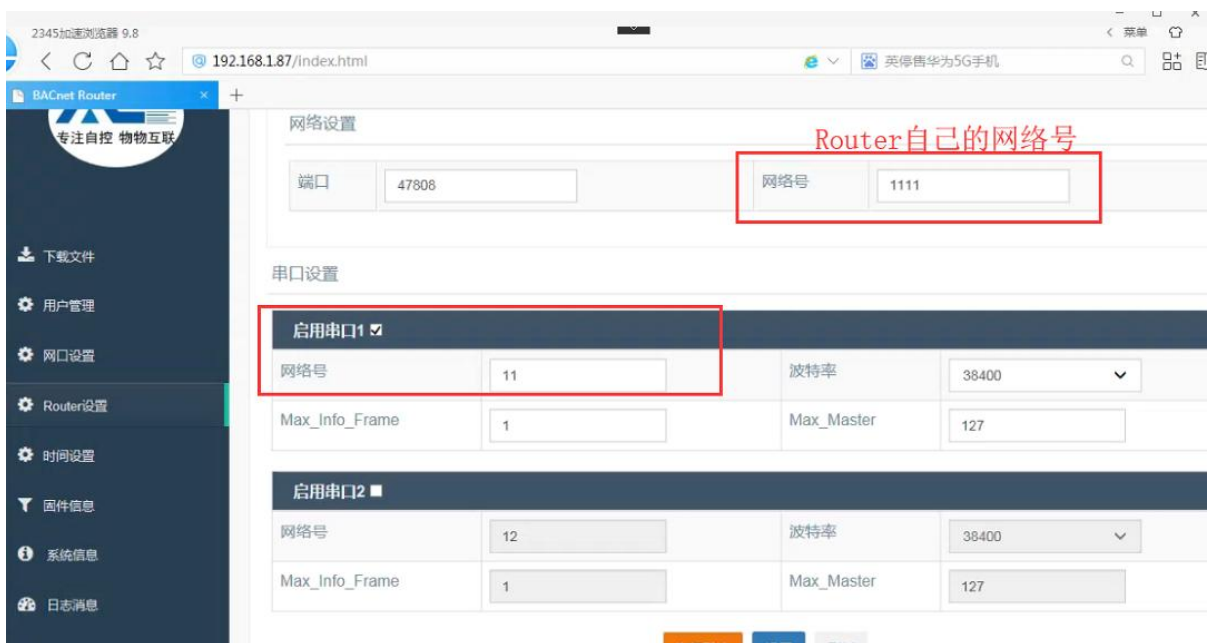 2345加速浏览器 9.8
菜单
192.168.1.87/index.html
英停售华为5G手机
BACnet Router
专注自控 物物互联
网络设置
Router自己的网络号
端口 47808 网络号 1111
下载文件
串口设置
用户管理
启用串口1
网口设置
网络号 11 波特率 38400
Router设置
Max_Info_Frame 1 Max_Master 127
时间设置
启用串口2
固件信息
网络号 12 波特率 38400
系统信息
Max_Info_Frame 1 Max_Master 127
日志消息